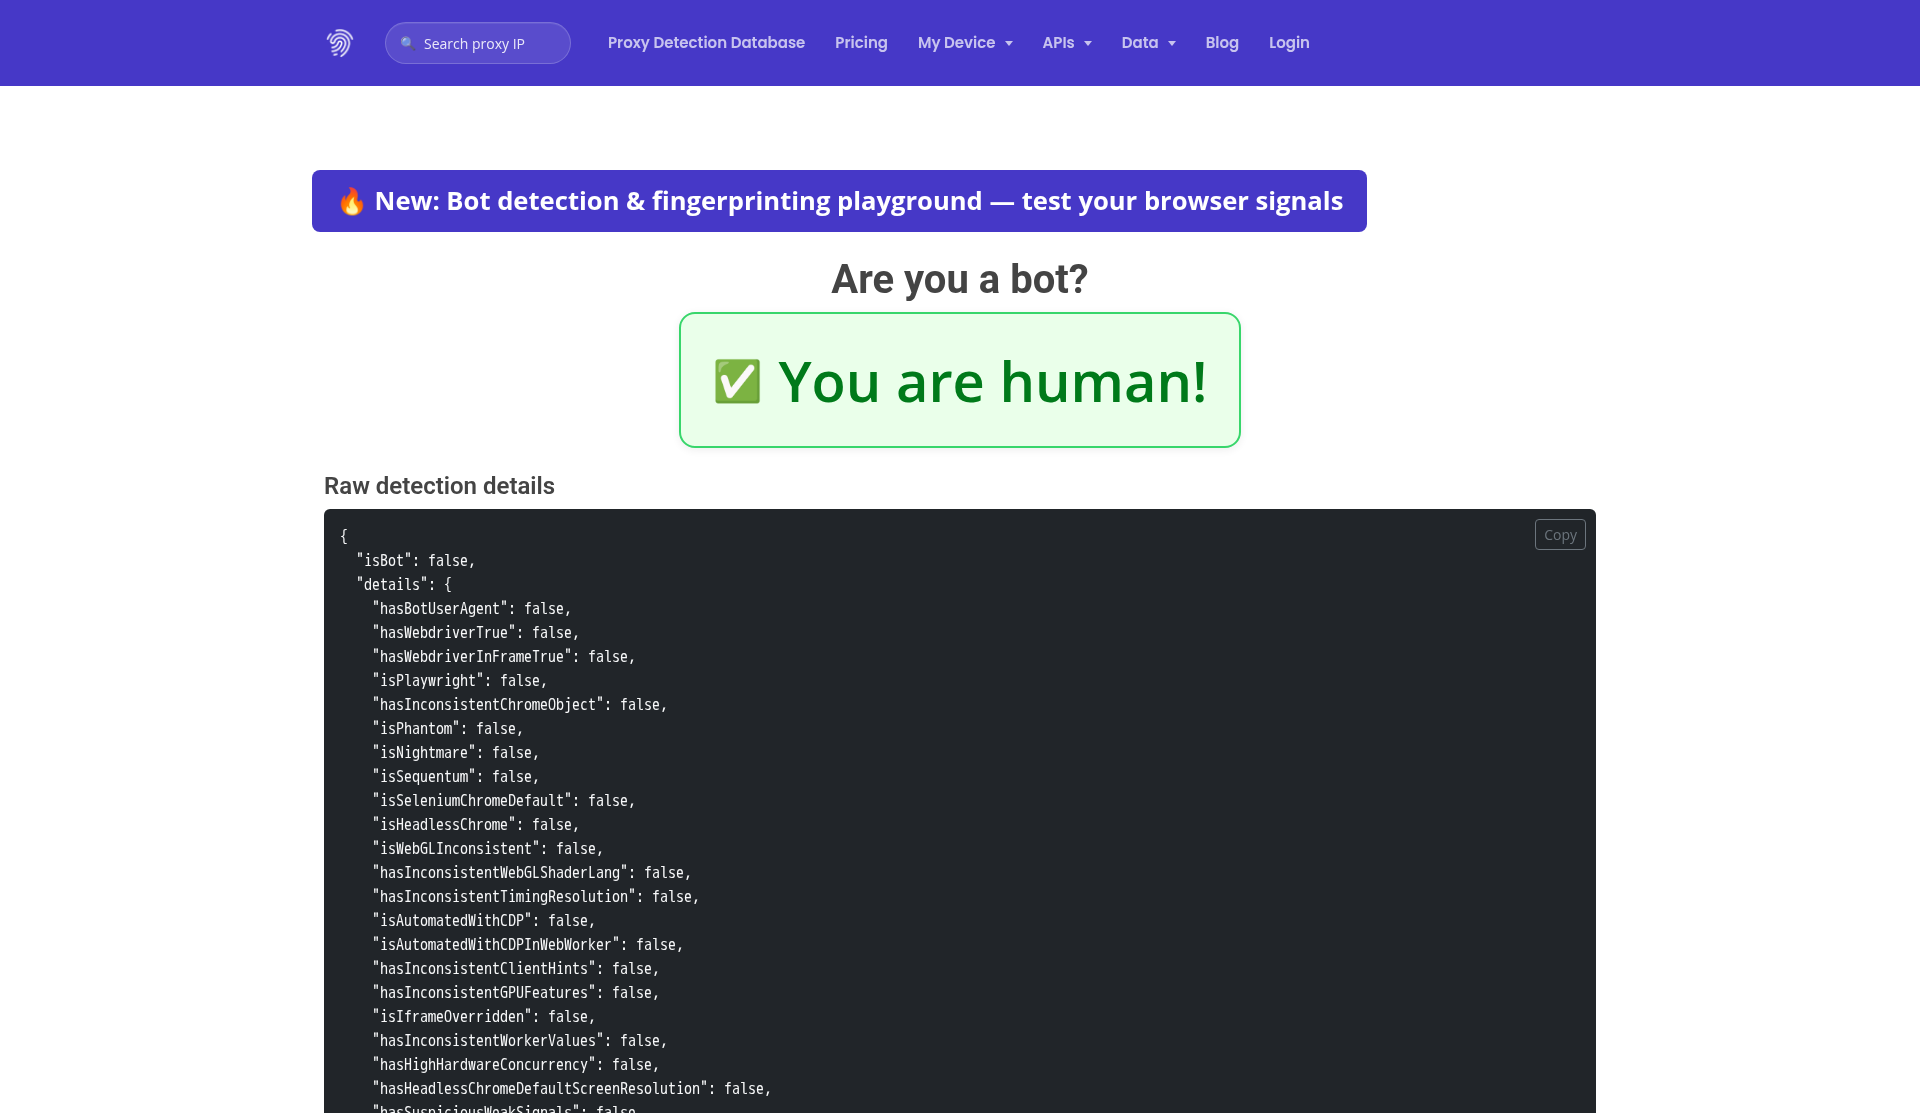 🔍 Search proxy IP
Proxy Detection Database
Pricing
My Device
APIs
Data
Blog
Login
🔥 New: Bot detection & fingerprinting playground — test your browser signals
Are you a bot?
✅ You are human!
Raw detection details
Copy
{
"isBot": false,
"details": {
"hasBotUserAgent": false,
"hasWebdriverTrue": false,
"hasWebdriverInFrameTrue": false,
"isPlaywright": false,
"hasInconsistentChromeObject": false,
"isPhantom": false,
"isNightmare": false,
"isSequentum": false,
"isSeleniumChromeDefault": false,
"isHeadlessChrome": false,
"isWebGLInconsistent": false,
"hasInconsistentWebGLShaderLang": false,
"hasInconsistentTimingResolution": false,
"isAutomatedWithCDP": false,
"isAutomatedWithCDPInWebWorker": false,
"hasInconsistentClientHints": false,
"hasInconsistentGPUFeatures": false,
"isIframeOverridden": false,
"hasInconsistentWorkerValues": false,
"hasHighHardwareConcurrency": false,
"hasHeadlessChromeDefaultScreenResolution": false,
"hasSuspiciousWeakSignals": false